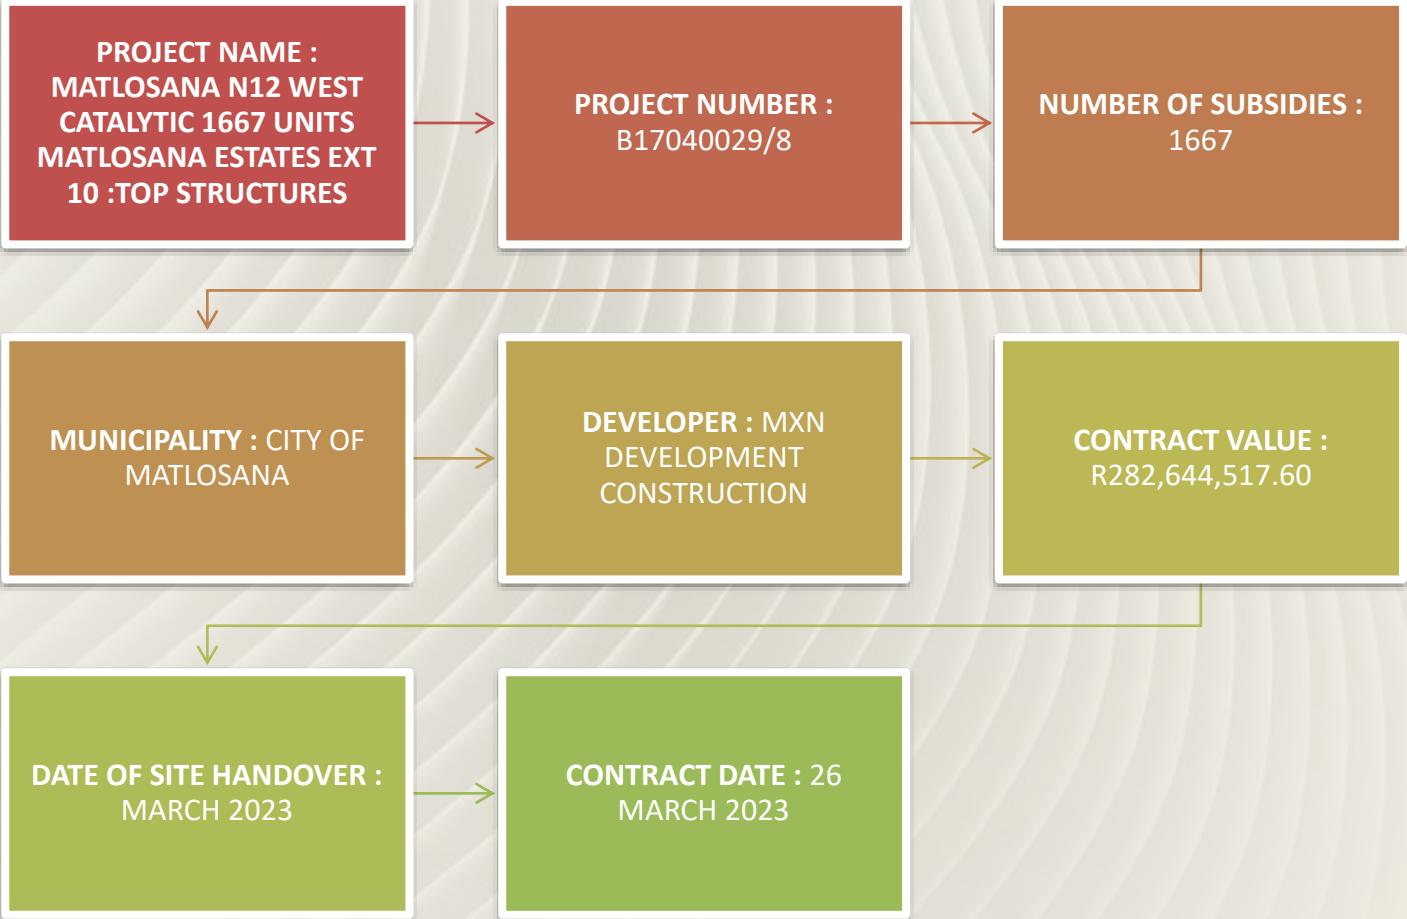 PROJECT NAME :
MATLOSANA N12 WEST
CATALYTIC 1667 UNITS
MATLOSANA ESTATES EXT
10 :TOP STRUCTURES
PROJECT NUMBER :
B17040029/8
NUMBER OF SUBSIDIES :
1667
MUNICIPALITY : CITY OF
MATLOSANA
DEVELOPER : MXN
DEVELOPMENT
CONSTRUCTION
CONTRACT VALUE :
R282,644,517.60
DATE OF SITE HANDOVER :
MARCH 2023
CONTRACT DATE : 26
MARCH 2023